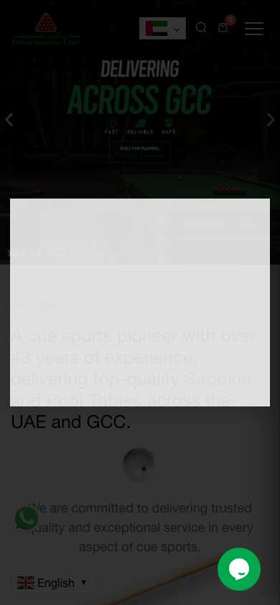 DELIVERING
ACROSS GCC
FAST RELIABLE SAFE
A cue sports pioneer with over
43 years of experience,
delivering top-quality Snooker
and Pool Tables across the
UAE and GCC.
We are committed to delivering trusted
quality and exceptional service in every
aspect of cue sports.
English